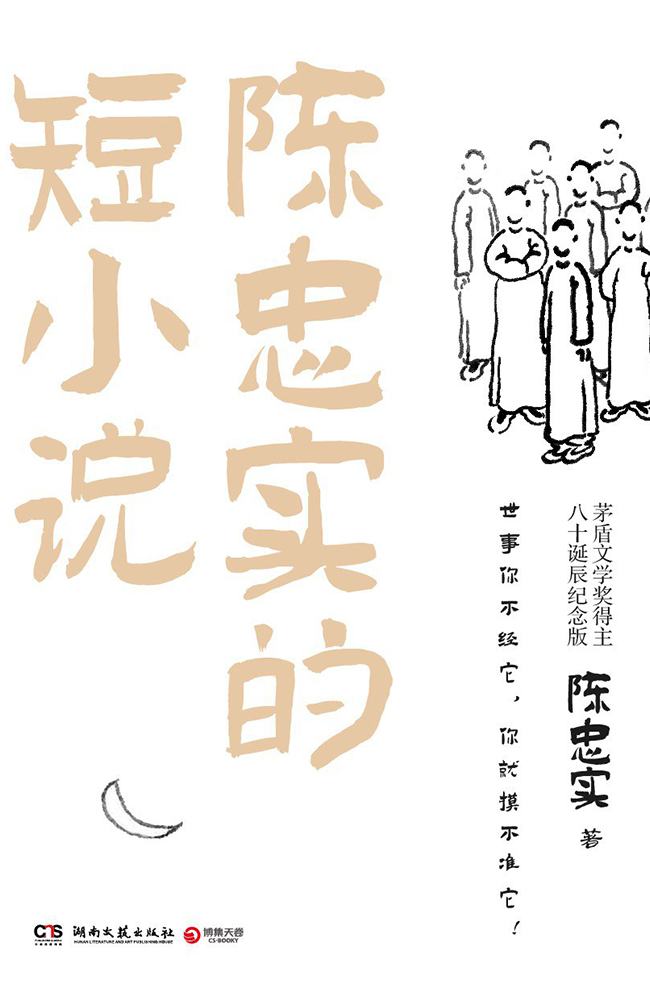 陈忠实的
短小说
茅盾文学奖得主
八十诞辰纪念版
陈忠实 著
世事你不经它，你就摸不准它！
湖南文艺出版社
HUNAN LITERATURE AND ART PUBLISHING HOUSE
博集天卷
CS-BOOKY